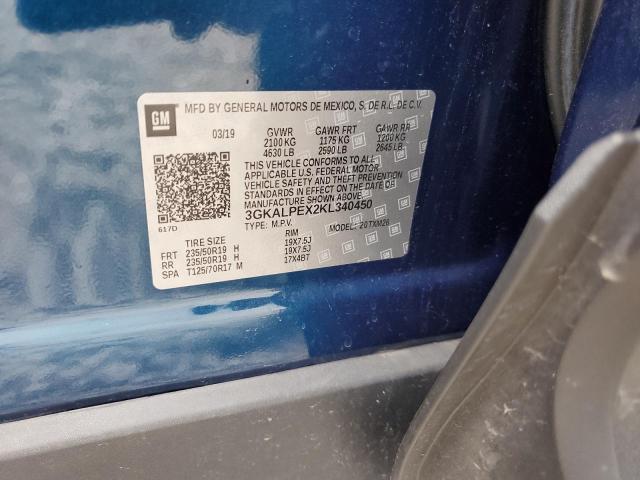 GM
MFD BY GENERAL MOTORS DE MEXICO, S. DE R.L. DE C.V.
03/19 GVWR GAWR FRT GAWR RR
2100 KG 1175 KG 1200 KG
4630 LB 2590 LB 2645 LB
THIS VEHICLE CONFORMS TO ALL
APPLICABLE U.S. FEDERAL MOTOR
VEHICLE SAFETY AND THEFT PREVENTION
STANDARDS IN EFFECT ON THE DATE OF
MANUFACTURE SHOWN ABOVE.
3GKALPEX2KL340450
617D
TYPE: M.P.V. 20TXM26
TIRE SIZE RIM
FRT 235/50R19 H 19X7.5J
RR 235/50R19 H 19X7.5J
SPA T125/70R17 M 17X4BT